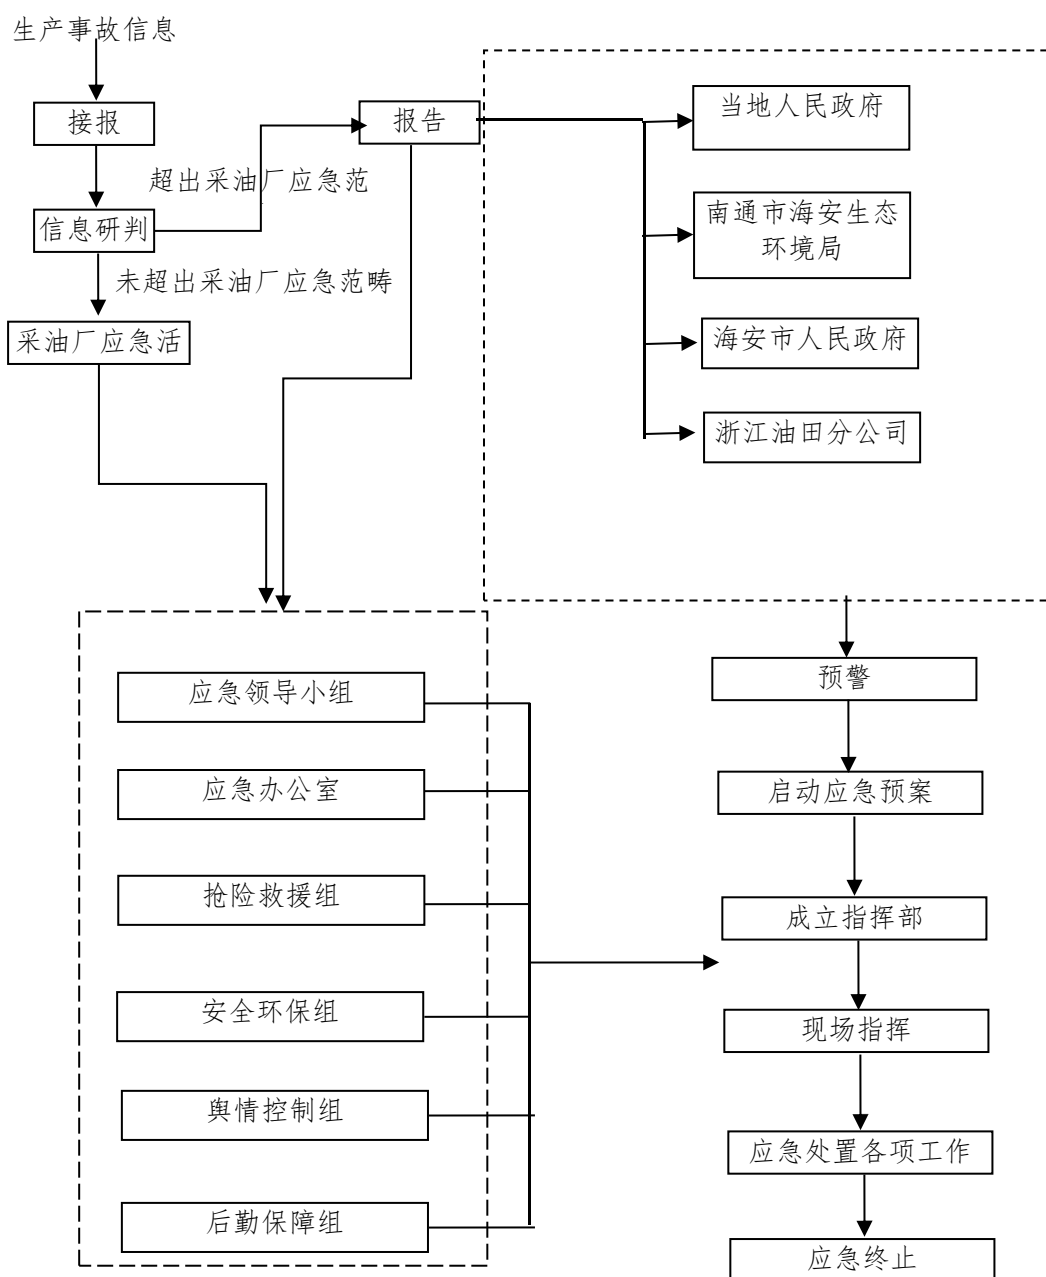 生产事故信息
接报
报告
当地人民政府
超出采油厂应急范
信息研判
南通市海安生态
环境局
未超出采油厂应急范畴
采油厂应急活
海安市人民政府
浙江油田分公司
应急领导小组
应急办公室
抢险救援组
安全环保组
舆情控制组
后勤保障组
预警
启动应急预案
成立指挥部
现场指挥
应急处置各项工作
应急终止